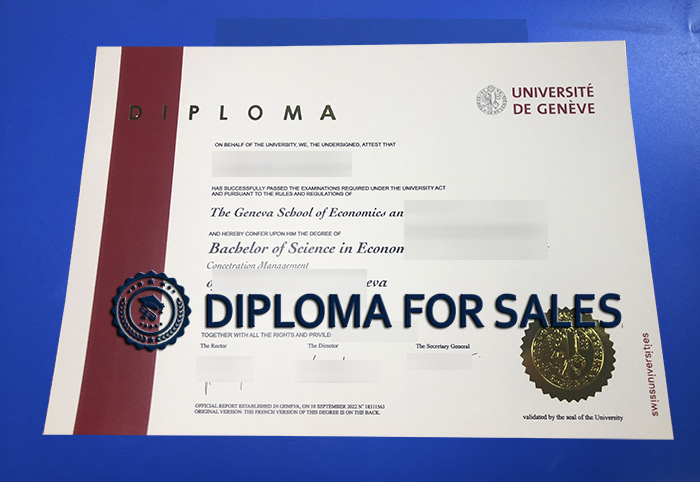 DIPLOMA
UNIVERSITÉ
DE GENÈVE
ON BEHALF OF THE UNIVERSITY, WE, THE UNDERSIGNED, ATTEST THAT
HAS SUCCESSFULLY PASSED THE EXAMINATIONS REQUIRED UNDER THE UNIVERSITY ACT
AND PURSUANT TO THE RULES AND REGULATIONS OF
The Geneva School of Economics an
AND HEREBY CONFER UPON HIM THE DEGREE OF
Bachelor of Science in Econom
Concetration Management
eva
DIPLOMA FOR SALES
TOGETHER WITH ALL THE RIGHTS AND PRIVILE
The Rector
The Director
The Secretary General
OFFICIAL REPORT ESTABLISHED IN GENEVA, ON 10 SEPTEMBER 2022 N° 18311563
ORIGINAL VERSION. THE FRENCH VERSION OF THIS DEGREE IS ON THE BACK.
validated by the seal of the University
swissuniversities